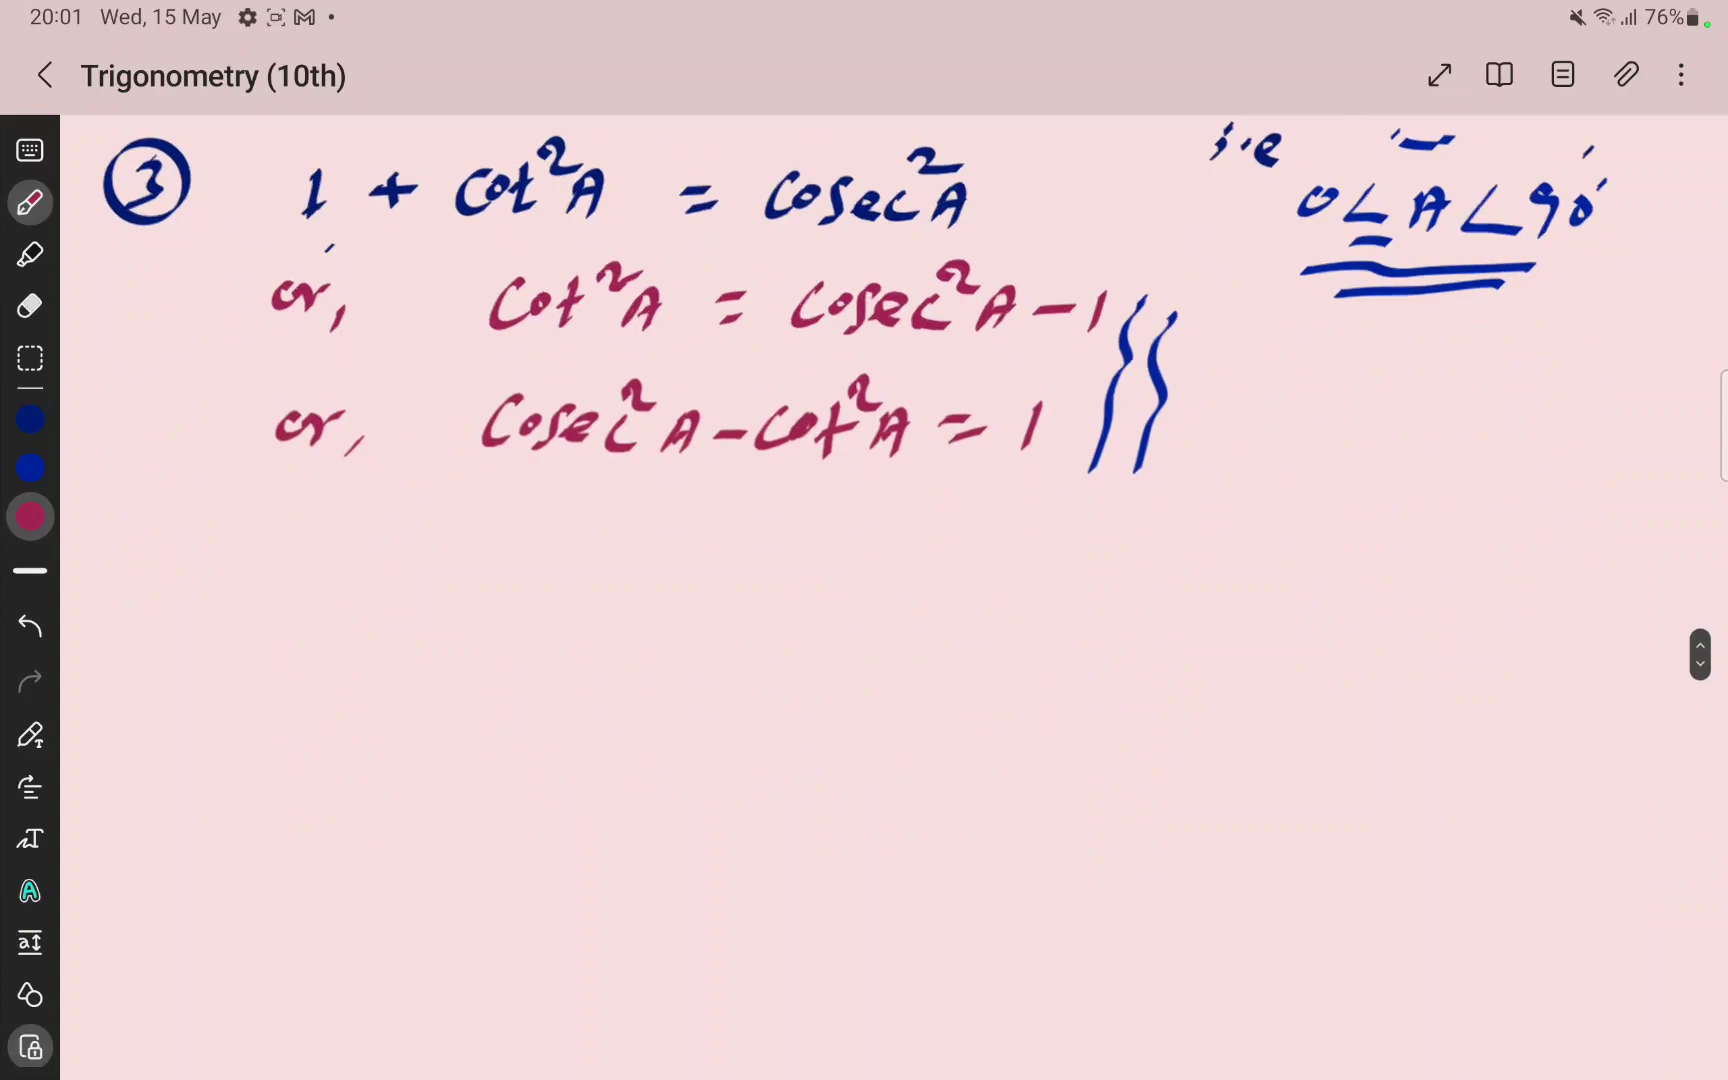 20:01 Wed, 15 May 76%
Trigonometry (10th)
i.e
③ 1 + cot²A = cosec²A
0 ≤ A < 90°
or, cot²A = cosec²A - 1
or, cosec²A - cot²A = 1